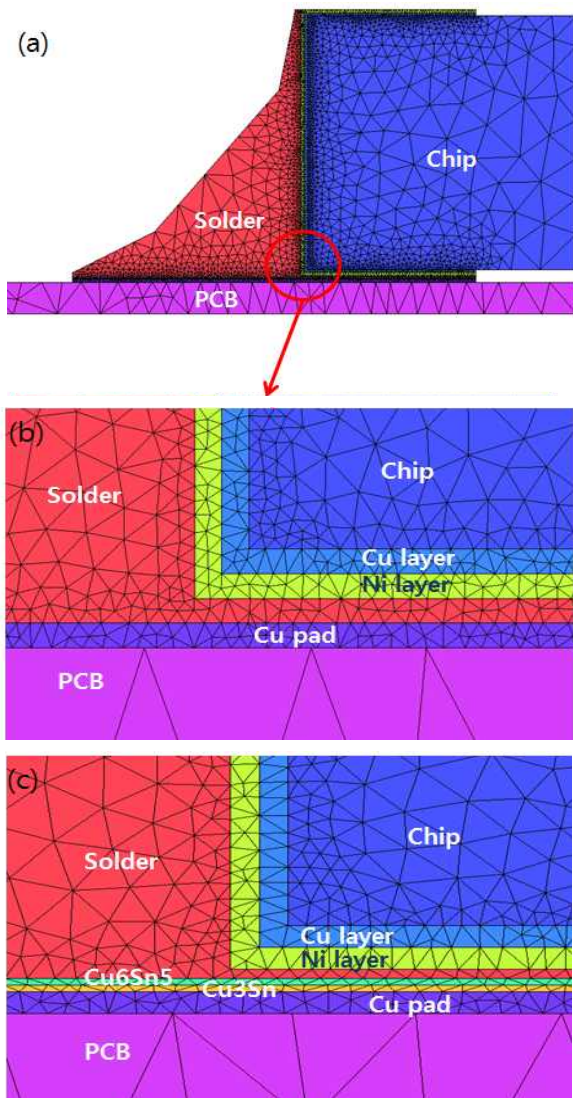 (a)
Chip
Solder
PCB
(b)
Chip
Solder
Cu layer
Ni layer
Cu pad
PCB
(c)
Chip
Solder
Cu layer
Ni layer
Cu6Sn5
Cu3Sn
Cu pad
PCB